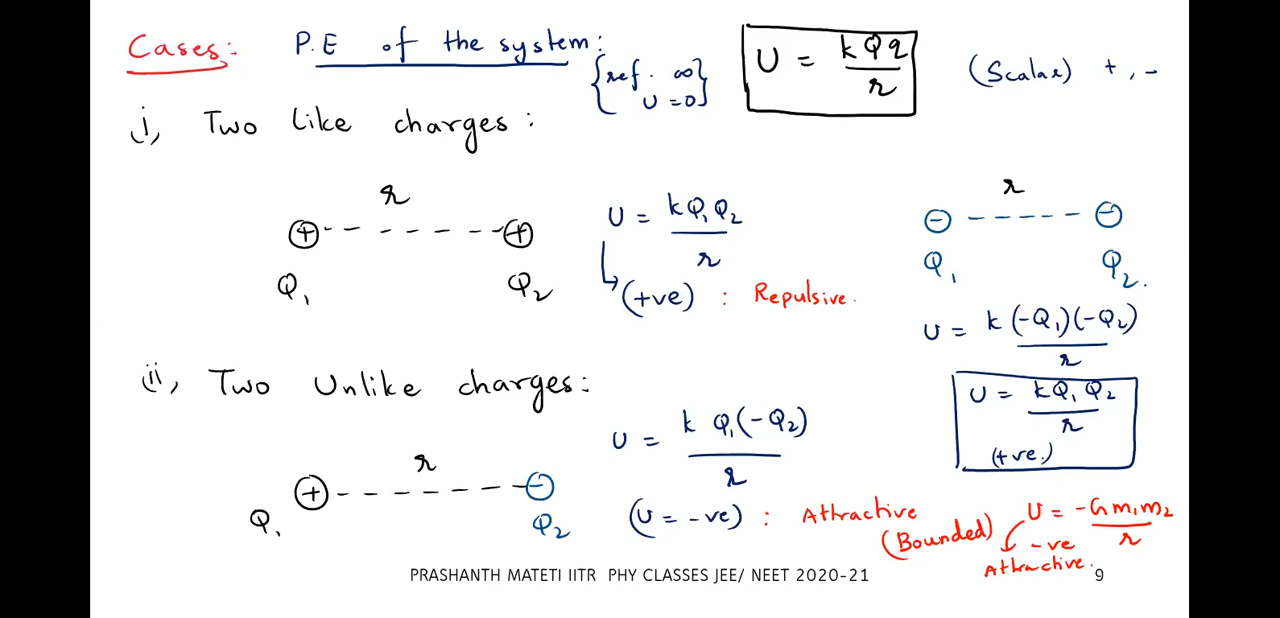 Cases: P.E of the system: {ref. ∞ U = 0} U = kQq/r (Scalar) +, -
i, Two Like charges:
r
+ - - - - - +
Q₁ Q₂
U = kQ₁Q₂/r
(+ve) : Repulsive.
r
- - - - - - -
Q₁ Q₂.
U = k(-Q₁)(-Q₂)/r
U = kQ₁Q₂/r
(+ve)
ii, Two Unlike charges:
r
+ - - - - - - -
Q₁ Q₂
U = k Q₁(-Q₂)/r
(U = -ve) : Attractive
(Bounded)
U = -Gm₁m₂/r
-ve
Attractive.
PRASHANTH MATETI IITR PHY CLASSES JEE/ NEET 2020-21 9